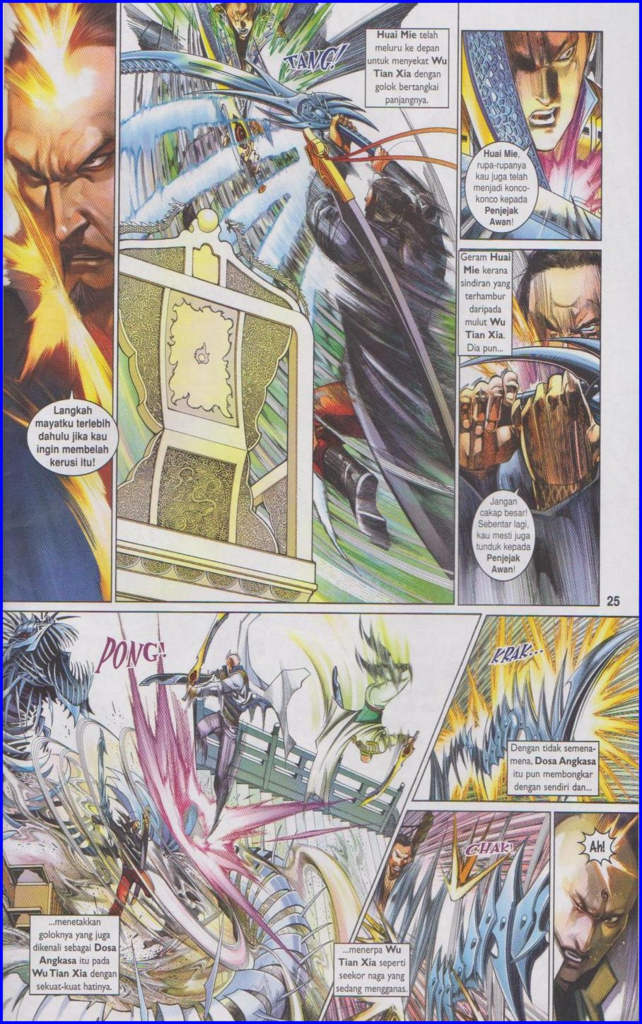 Langkah
mayatku terlebih
dahulu jika kau
ingin membelah
kerusi itu!
TANG!
Huai Mie telah
meluru ke depan
untuk menyekat Wu
Tian Xia dengan
golok bertangkai
panjangnya.
Huai Mie,
rupa-rupanya
kau juga telah
menjadi konco-
konco kepada
Penjejak
Awan!
Geram Huai
Mie kerana
sindiran yang
terhambur
daripada
mulut Wu
Tian Xia.
Dia pun...
Jangan
cakap besar!
Sebentar lagi,
kau mesti juga
tunduk kepada
Penjejak
Awan!
25
PONG!
...menetakkan
goloknya yang juga
dikenali sebagai Dosa
Angkasa itu pada
Wu Tian Xia dengan
sekuat-kuat hatinya.
KRAK...
Dengan tidak semena-
mena, Dosa Angkasa
itu pun membongkar
dengan sendiri dan...
CHAK!
...menerpa Wu
Tian Xia seperti
seekor naga yang
sedang mengganas.
Ah!